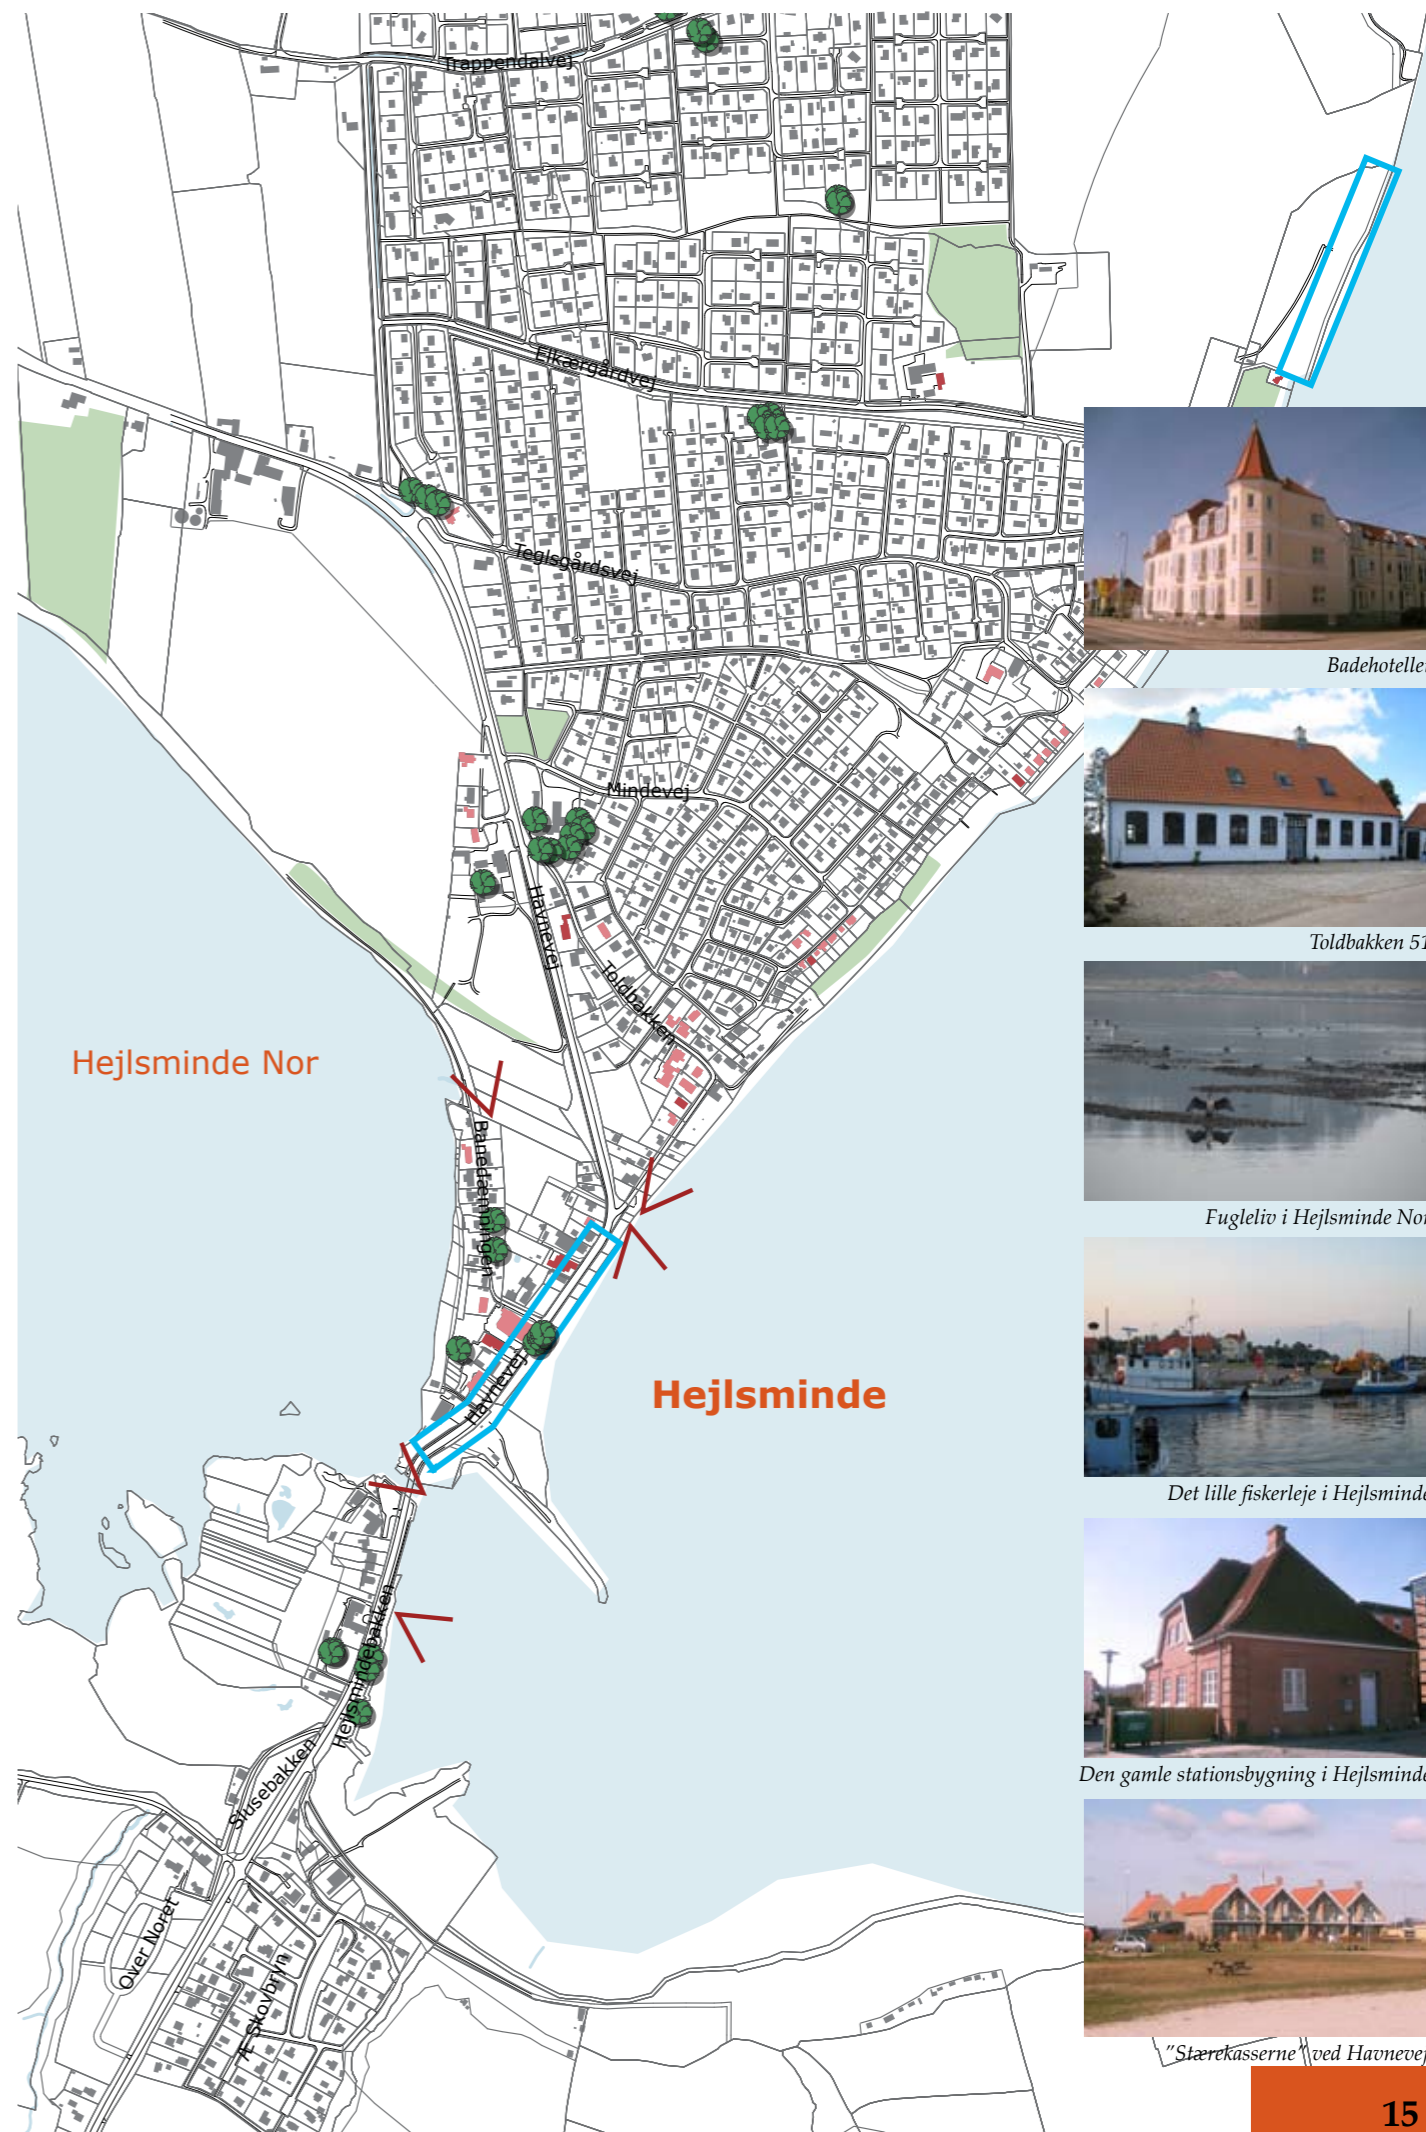 Trappendalvej
Elkærgårdvej
Teglsgårdsvej
Mindevej
Havnevej
Toldbakken
Hejlsminde Nor
Banedæmningen
Havnevej
Hejlsminde
Hejlsmindebakken
Slusebakken
Over Noret
Æ Skovbryn
Badehotellet
Toldbakken 51
Fugleliv i Hejlsminde Nor
Det lille fiskerleje i Hejlsminde
Den gamle stationsbygning i Hejlsminde
"Stærekasserne" ved Havnevej
15